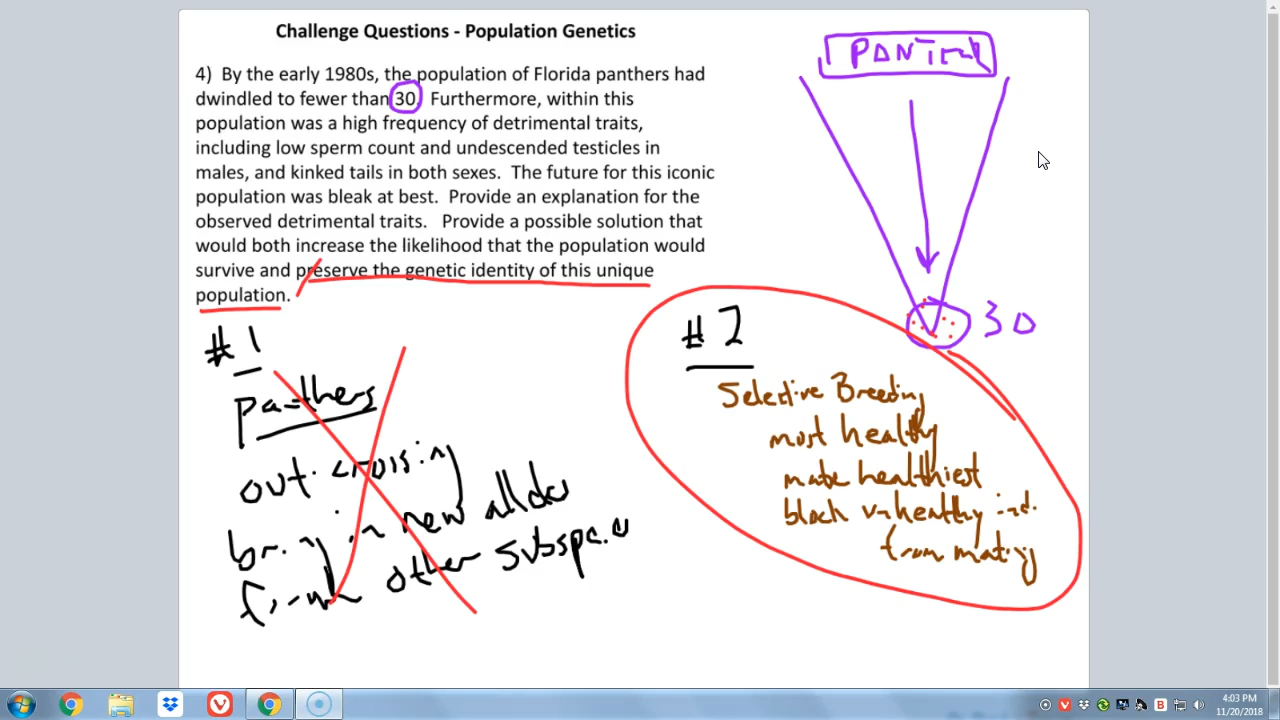 Challenge Questions - Population Genetics
4) By the early 1980s, the population of Florida panthers had
dwindled to fewer than 30. Furthermore, within this
population was a high frequency of detrimental traits,
including low sperm count and undescended testicles in
males, and kinked tails in both sexes. The future for this iconic
population was bleak at best. Provide an explanation for the
observed detrimental traits. Provide a possible solution that
would both increase the likelihood that the population would
survive and preserve the genetic identity of this unique
population.
30
#1
panthers
out crossing
bring in new alleles
from other
#2
Selective Breeding
most healthy
mate healthiest
block unhealthy ind.
from mating
4:03 PM
11/20/2018